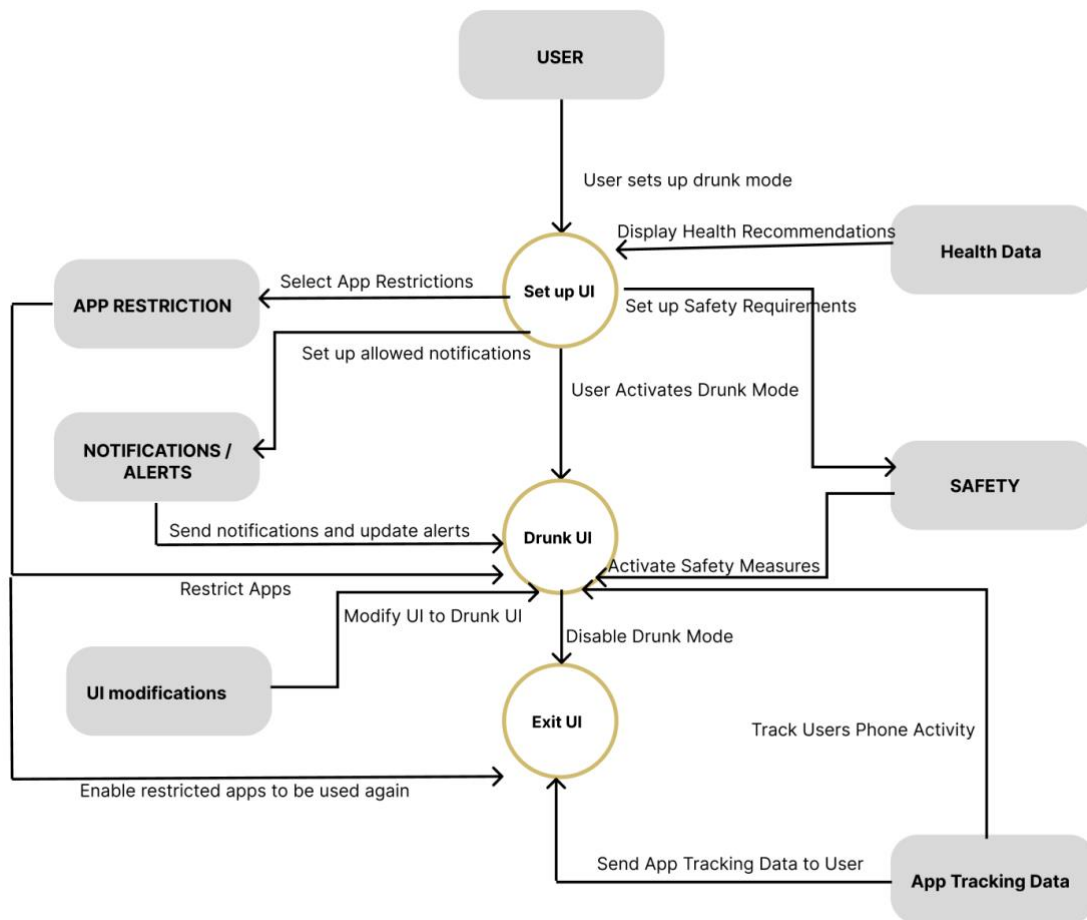 USER
User sets up drunk mode
Display Health Recommendations
Health Data
Select App Restrictions
APP RESTRICTION
Set up UI
Set up Safety Requirements
Set up allowed notifications
User Activates Drunk Mode
NOTIFICATIONS /
ALERTS
SAFETY
Send notifications and update alerts
Drunk UI
Activate Safety Measures
Restrict Apps
Modify UI to Drunk UI
Disable Drunk Mode
UI modifications
Exit UI
Track Users Phone Activity
Enable restricted apps to be used again
Send App Tracking Data to User
App Tracking Data